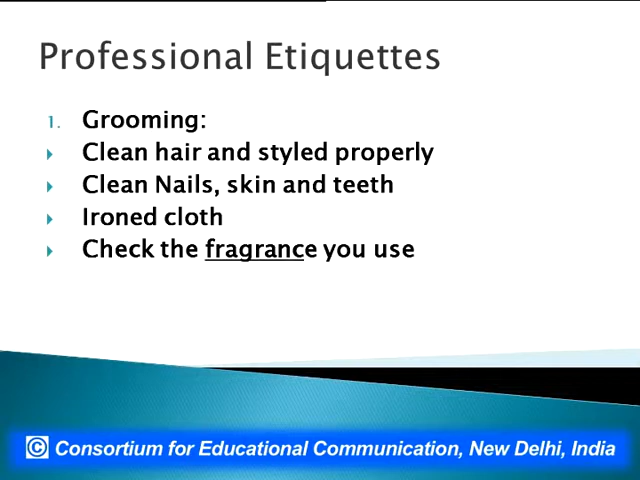 Professional Etiquettes
1. Grooming:
Clean hair and styled properly
Clean Nails, skin and teeth
Ironed cloth
Check the fragrance you use
© Consortium for Educational Communication, New Delhi, India